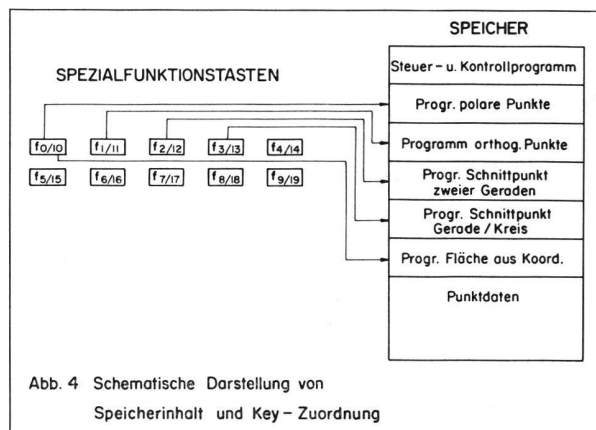 SPEICHER
SPEZIALFUNKTIONSTASTEN
Steuer- u. Kontrollprogramm
Progr. polare Punkte
Programm orthog. Punkte
Progr. Schnittpunkt
zweier Geraden
Progr. Schnittpunkt
Gerade / Kreis
Progr. Fläche aus Koord.
Punktdaten
f0/10 f1/11 f2/12 f3/13 f4/14
f5/15 f6/16 f7/17 f8/18 f9/19
Abb. 4 Schematische Darstellung von
Speicherinhalt und Key-Zuordnung